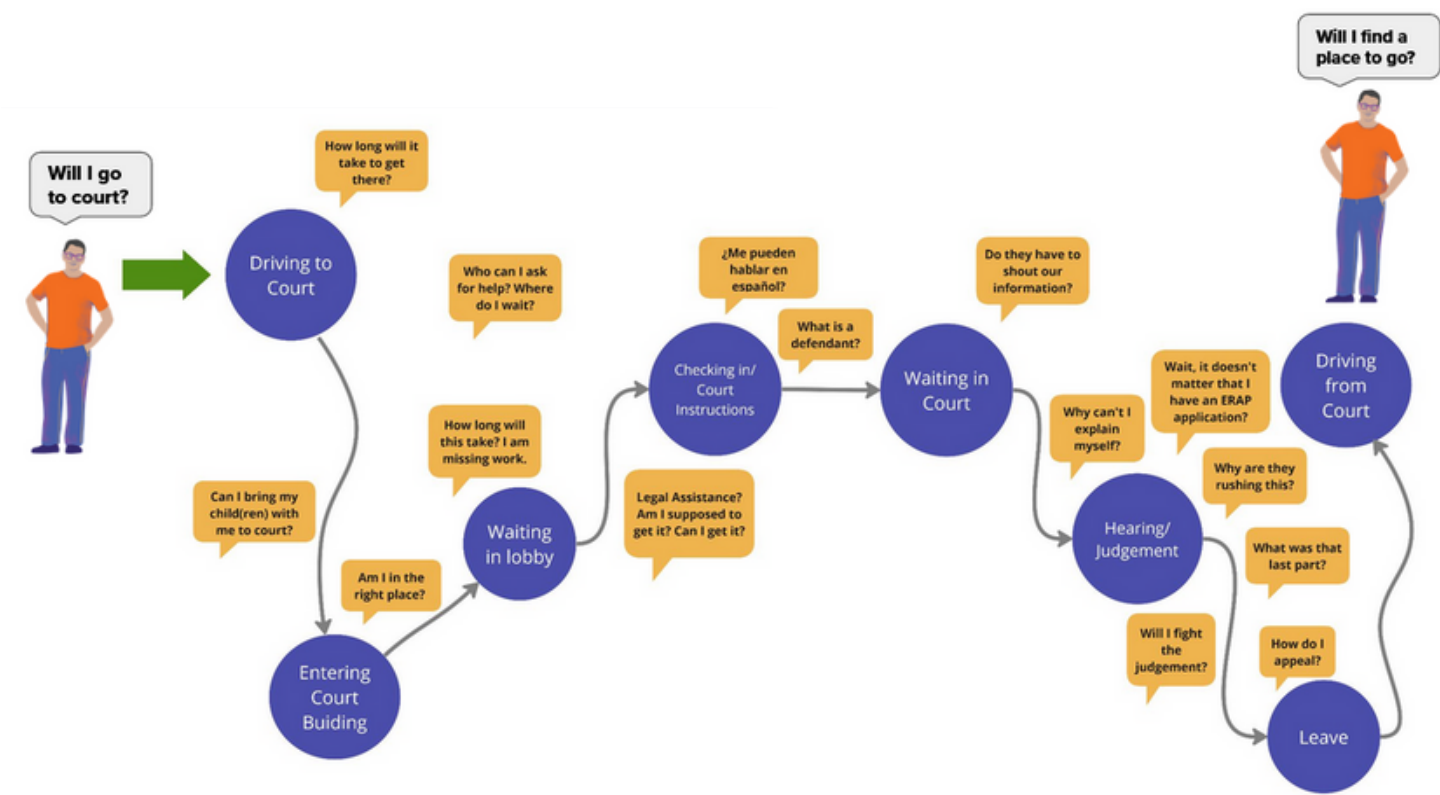 Will I go
to court?
How long will it
take to get
there?
Driving to
Court
Can I bring my
child(ren) with
me to court?
Entering
Court
Buiding
Am I in the
right place?
Who can I ask
for help? Where
do I wait?
How long will
this take? I am
missing work.
Waiting
in lobby
¿Me pueden
hablar en
español?
Checking in/
Court
Instructions
Legal Assistance?
Am I supposed to
get it? Can I get it?
What is a
defendant?
Waiting in
Court
Do they have to
shout our
information?
Why can't I
explain
myself?
Wait, it doesn't
matter that I
have an ERAP
application?
Hearing/
Judgement
Why are they
rushing this?
What was that
last part?
Will I fight
the
judgement?
How do I
appeal?
Leave
Driving
from
Court
Will I find a
place to go?